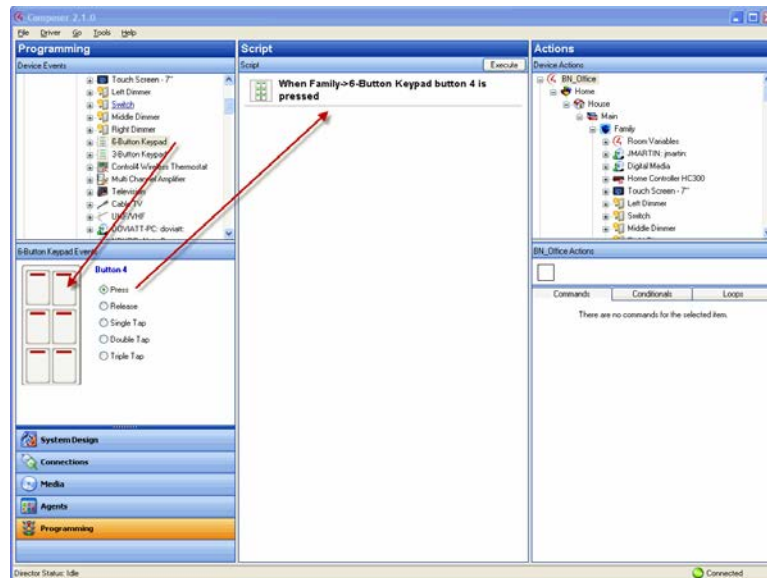 Composer 2.1.0
File Driver Go Tools Help
Programming
Device Events
Touch Screen - 7"
Left Dimmer
Switch
Middle Dimmer
Right Dimmer
6-Button Keypad
3-Button Keypad
Control4 Wireless Thermostat
Multi Channel Amplifier
Television
Cable TV
UHF/VHF
DOVIATT-PC: doviatt
6-Button Keypad Events
Button 4
Press
Release
Single Tap
Double Tap
Triple Tap
System Design
Connections
Media
Agents
Programming
Director Status: Idle
Script
Script Execute
When Family->6-Button Keypad button 4 is
pressed
Actions
Device Actions
BN_Office
Home
House
Main
Family
Room Variables
JMARTIN: jmartin
Digital Media
Home Controller HC300
Touch Screen - 7"
Left Dimmer
Switch
Middle Dimmer
BN_Office Actions
Commands Conditionals Loops
There are no commands for the selected item.
Connected